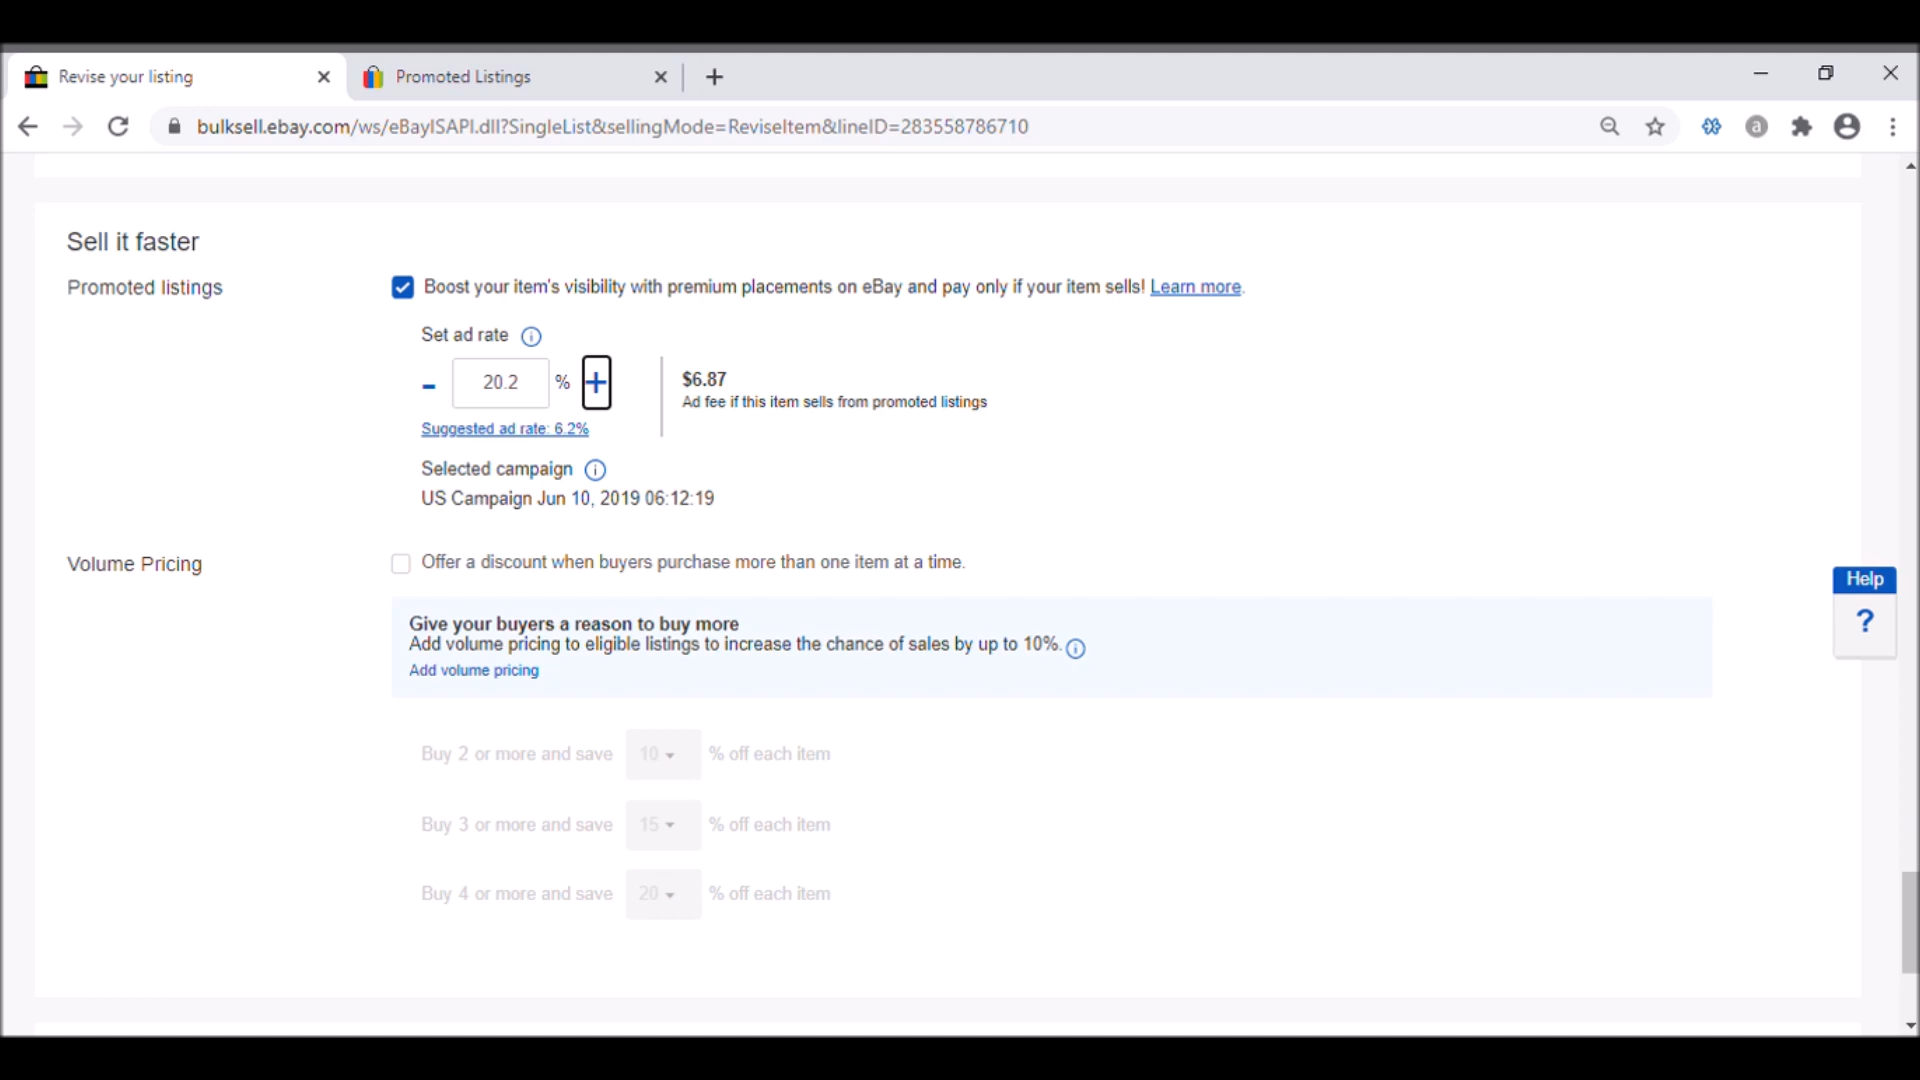 Revise your listing
Promoted Listings
bulksell.ebay.com/ws/eBayISAPI.dll?SingleList&sellingMode=ReviseItem&lineID=283558786710
a
Sell it faster
Promoted listings
Boost your item's visibility with premium placements on eBay and pay only if your item sells! Learn more.
Set ad rate i
- 20.2 % +
$6.87
Ad fee if this item sells from promoted listings
Suggested ad rate: 6.2%
Selected campaign i
US Campaign Jun 10, 2019 06:12:19
Volume Pricing
Offer a discount when buyers purchase more than one item at a time.
Give your buyers a reason to buy more
Add volume pricing to eligible listings to increase the chance of sales by up to 10%. i
Add volume pricing
Help
?
Buy 2 or more and save 10 % off each item
Buy 3 or more and save 15 % off each item
Buy 4 or more and save 20 % off each item